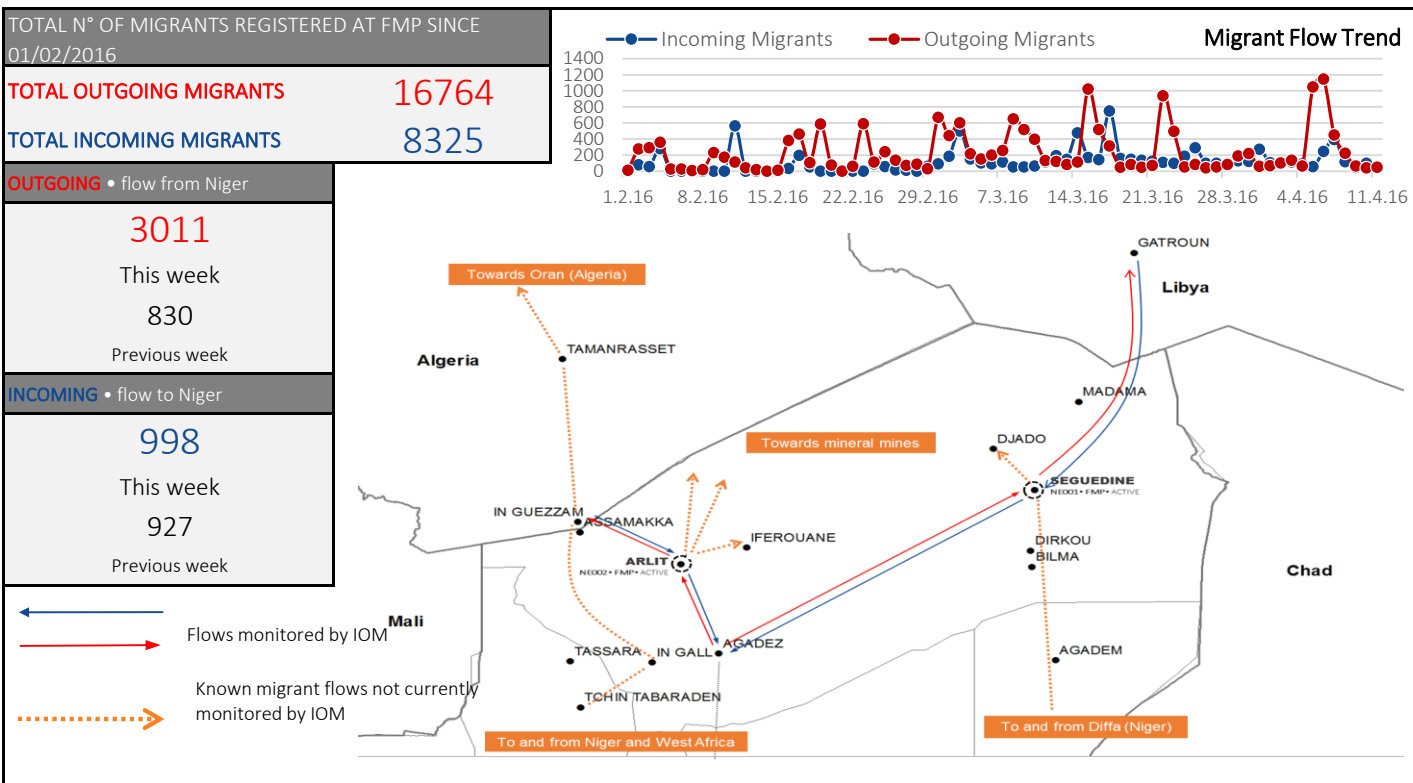 TOTAL N° OF MIGRANTS REGISTERED AT FMP SINCE
01/02/2016
TOTAL OUTGOING MIGRANTS 16764
TOTAL INCOMING MIGRANTS 8325
OUTGOING • flow from Niger
3011
This week
830
Previous week
INCOMING • flow to Niger
998
This week
927
Previous week
Flows monitored by IOM
Known migrant flows not currently
monitored by IOM
Incoming Migrants Outgoing Migrants Migrant Flow Trend
1400
1200
1000
800
600
400
200
0
1.2.16 8.2.16 15.2.16 22.2.16 29.2.16 7.3.16 14.3.16 21.3.16 28.3.16 4.4.16 11.4.16
GATROUN
Towards Oran (Algeria)
Libya
TAMANRASSET
Algeria
MADAMA
Towards mineral mines
DJADO
SEGUEDINE
NE001 • FMP • ACTIVE
IN GUEZZAM
ASSAMAKKA
IFEROUANE
DIRKOU
BILMA
ARLIT
NE002 • FMP • ACTIVE
Chad
Mali
AGADEZ
TASSARA
IN GALL
AGADEM
TCHIN TABARADEN
To and from Diffa (Niger)
To and from Niger and West Africa